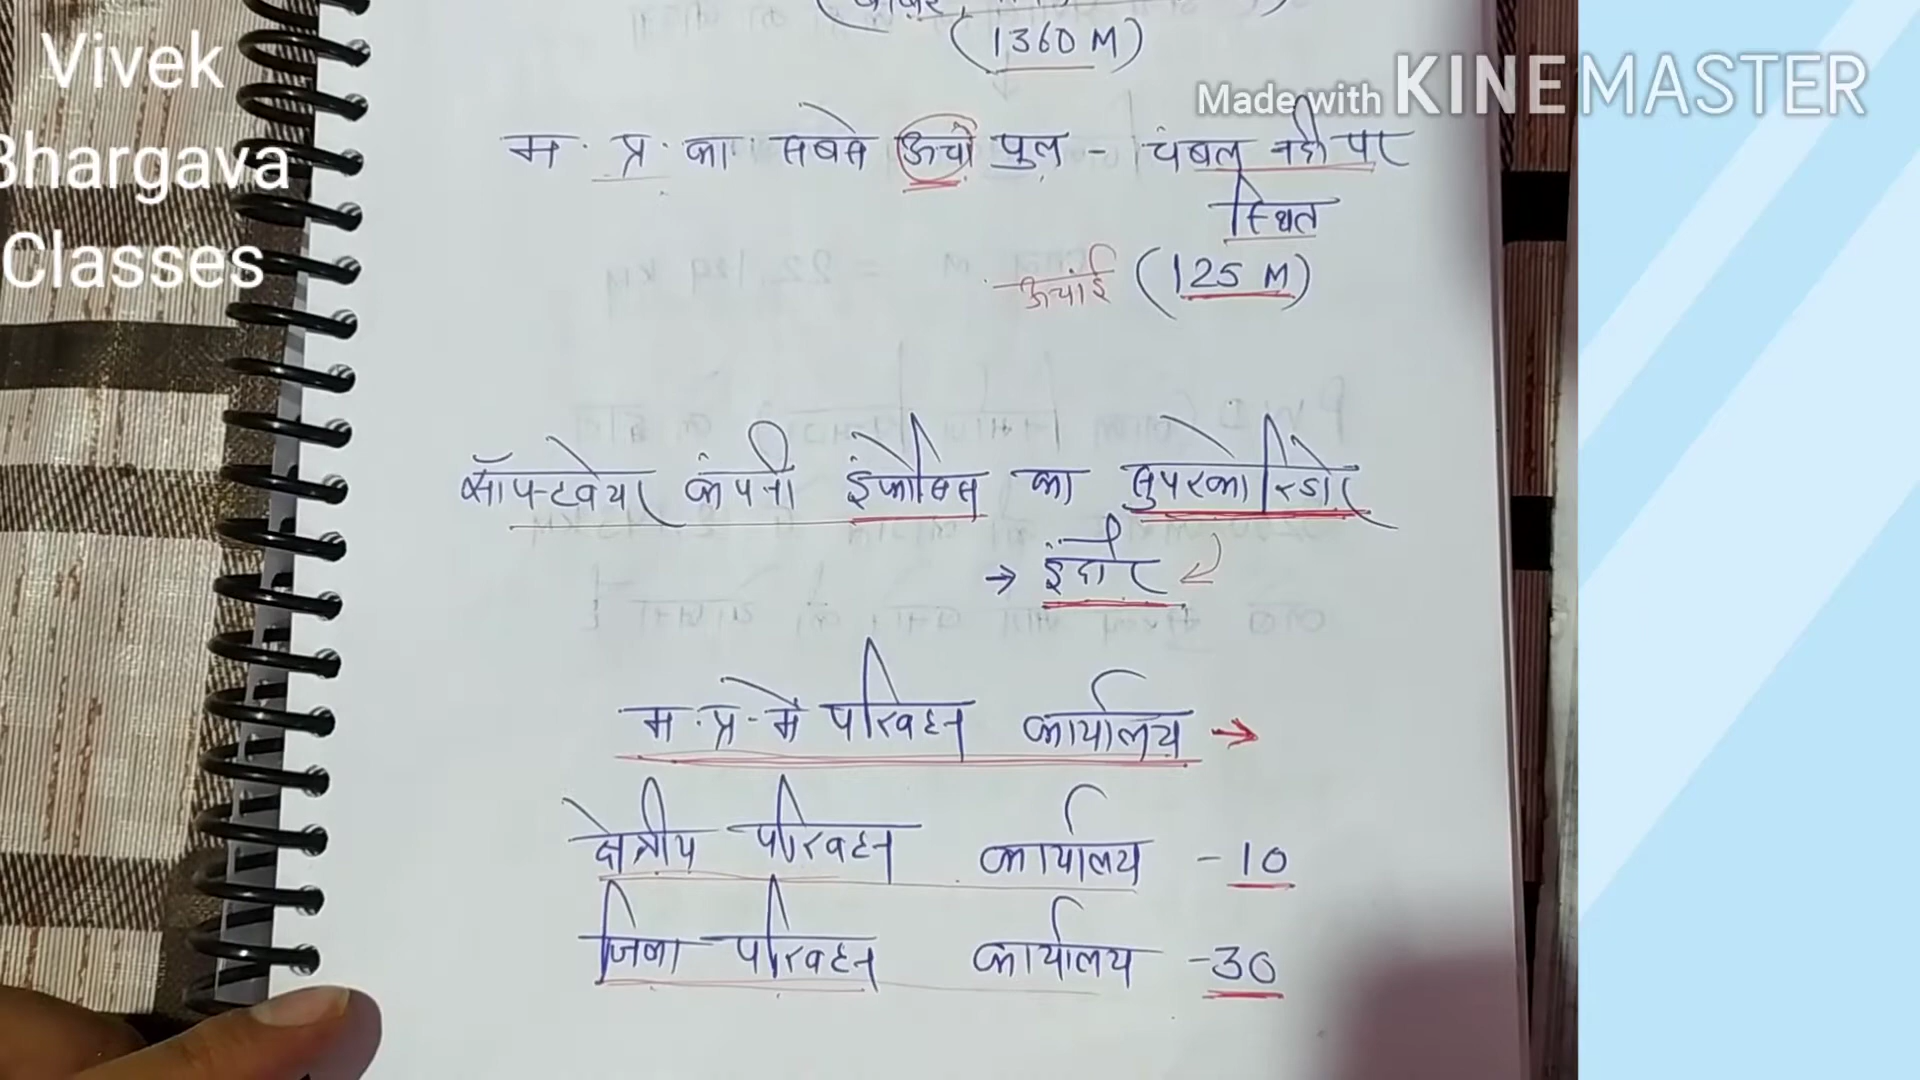 (1360 M)
Made with KINEMASTER
Vivek
Bhargava
Classes
म. प्र. का सबसे ऊंचा पुल - चंबल नदी पर
स्थित
ऊचांई (125 M)
सॉफ्टवेयर कंपनी इंफोसिस का सुपरकोरिडोर
→ इंदौर
म.प्र. में परिवहन कार्यालय →
क्षेत्रीय परिवहन कार्यालय - 10
जिला परिवहन कार्यालय - 30